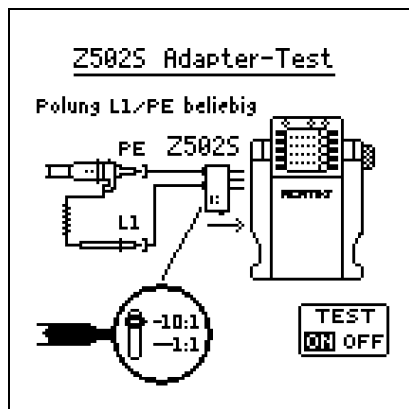 Z502S Adapter-Test
Polung L1/PE beliebig
PE Z502S
L1
-10:1
-1:1
TEST
ON OFF